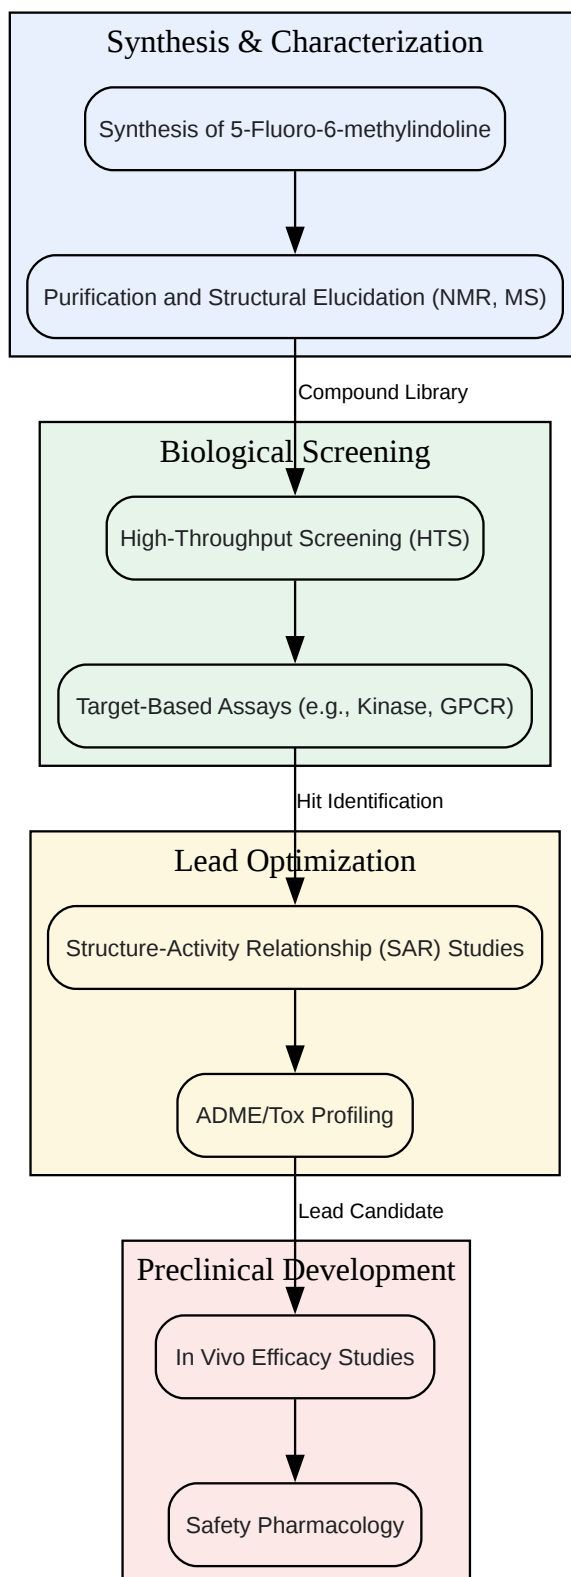 Synthesis & Characterization
Synthesis of 5-Fluoro-6-methylindoline
Purification and Structural Elucidation (NMR, MS)
Compound Library
Biological Screening
High-Throughput Screening (HTS)
Target-Based Assays (e.g., Kinase, GPCR)
Hit Identification
Lead Optimization
Structure-Activity Relationship (SAR) Studies
ADME/Tox Profiling
Lead Candidate
Preclinical Development
In Vivo Efficacy Studies
Safety Pharmacology